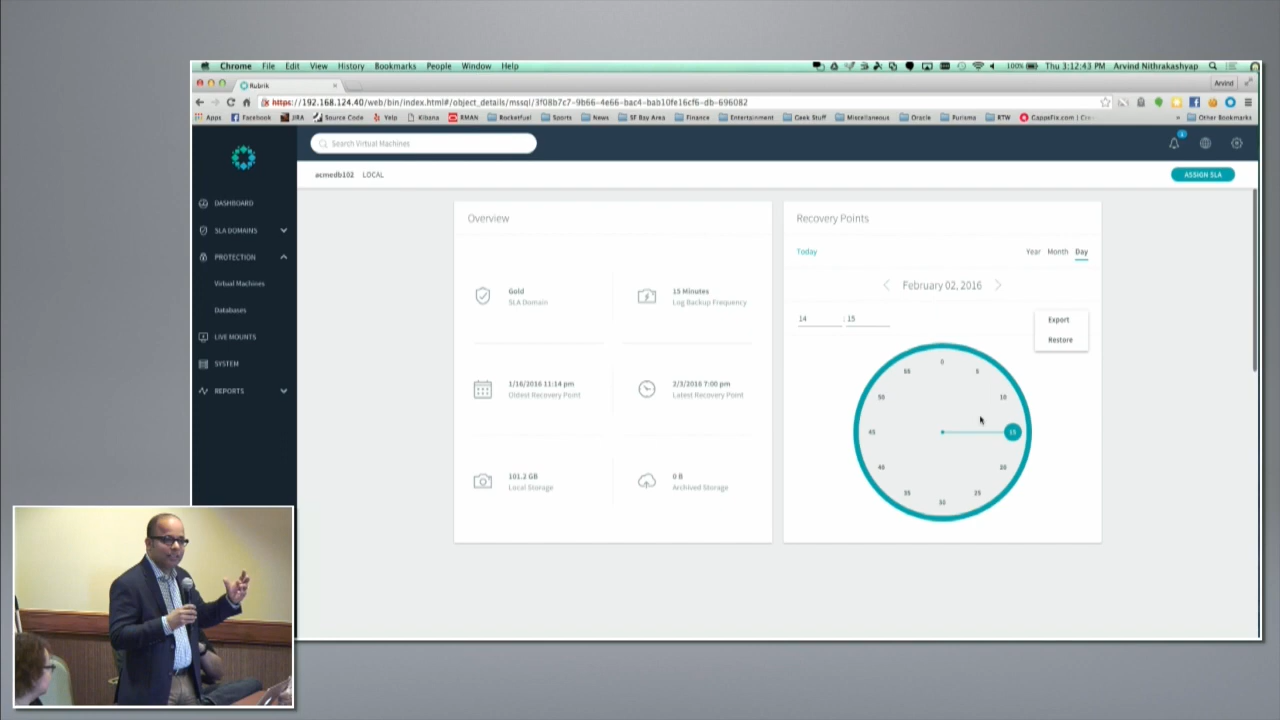 Chrome File Edit View History Bookmarks People Window Help 100% Thu 3:12:43 PM Arvind Nithrakashyap
Rubrik Arvind
https://192.168.124.40/web/bin/index.html#/object_details/mssql/3f08b7c7-9b66-4e66-bac4-bab10fe16cf6-db-696082
Apps Facebook JIRA Source Code Yelp Kibana RMAN Rocketfuel Sports News SF Bay Area Finance Entertainment Geek Stuff Miscellaneous Oracle Purisma RTW CappsFix.com | Cre » Other Bookmarks
Search Virtual Machines
1
acmedb102 LOCAL
ASSIGN SLA
DASHBOARD
SLA DOMAINS
PROTECTION
Virtual Machines
Databases
LIVE MOUNTS
SYSTEM
REPORTS
Overview
Gold
SLA Domain
15 Minutes
Log Backup Frequency
1/16/2016 11:14 pm
Oldest Recovery Point
2/3/2016 7:00 pm
Latest Recovery Point
101.2 GB
Local Storage
0 B
Archived Storage
Recovery Points
Today Year Month Day
February 02, 2016
14 : 15
Export
Restore
0
55 5
50 10
45 15
40 20
35 25
30